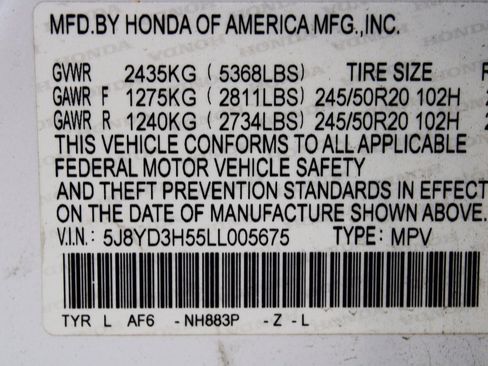 MFD.BY HONDA OF AMERICA MFG.,INC.
GVWR 2435KG (5368LBS) TIRE SIZE
GAWR F 1275KG (2811LBS) 245/50R20 102H
GAWR R 1240KG (2734LBS) 245/50R20 102H
THIS VEHICLE CONFORMS TO ALL APPLICABLE
FEDERAL MOTOR VEHICLE SAFETY
AND THEFT PREVENTION STANDARDS IN EFFECT
ON THE DATE OF MANUFACTURE SHOWN ABOVE.
V.I.N.: 5J8YD3H55LL005675 TYPE: MPV
TYR L AF6 -NH883P -Z -L